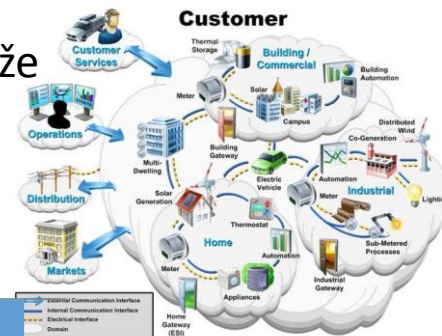 Customer
že
Customer
Services
Operations
Distribution
Markets
Thermal
Storage
Building /
Commercial
Building
Automation
Meter
Solar
Campus
Multi-
Dwelling
Building
Gateway
Electric
Vehicle
Distributed
Wind
Co-Generation
Automation
Industrial
Meter
Lightin
Sub-Metered
Processes
Industrial
Gateway
Solar
Generation
Thermostat
Home
Automation
Meter
Appliances
Home
Gateway
(ESI)
External Communication Interface
Internal Communication Interface
Electrical Interface
Domain